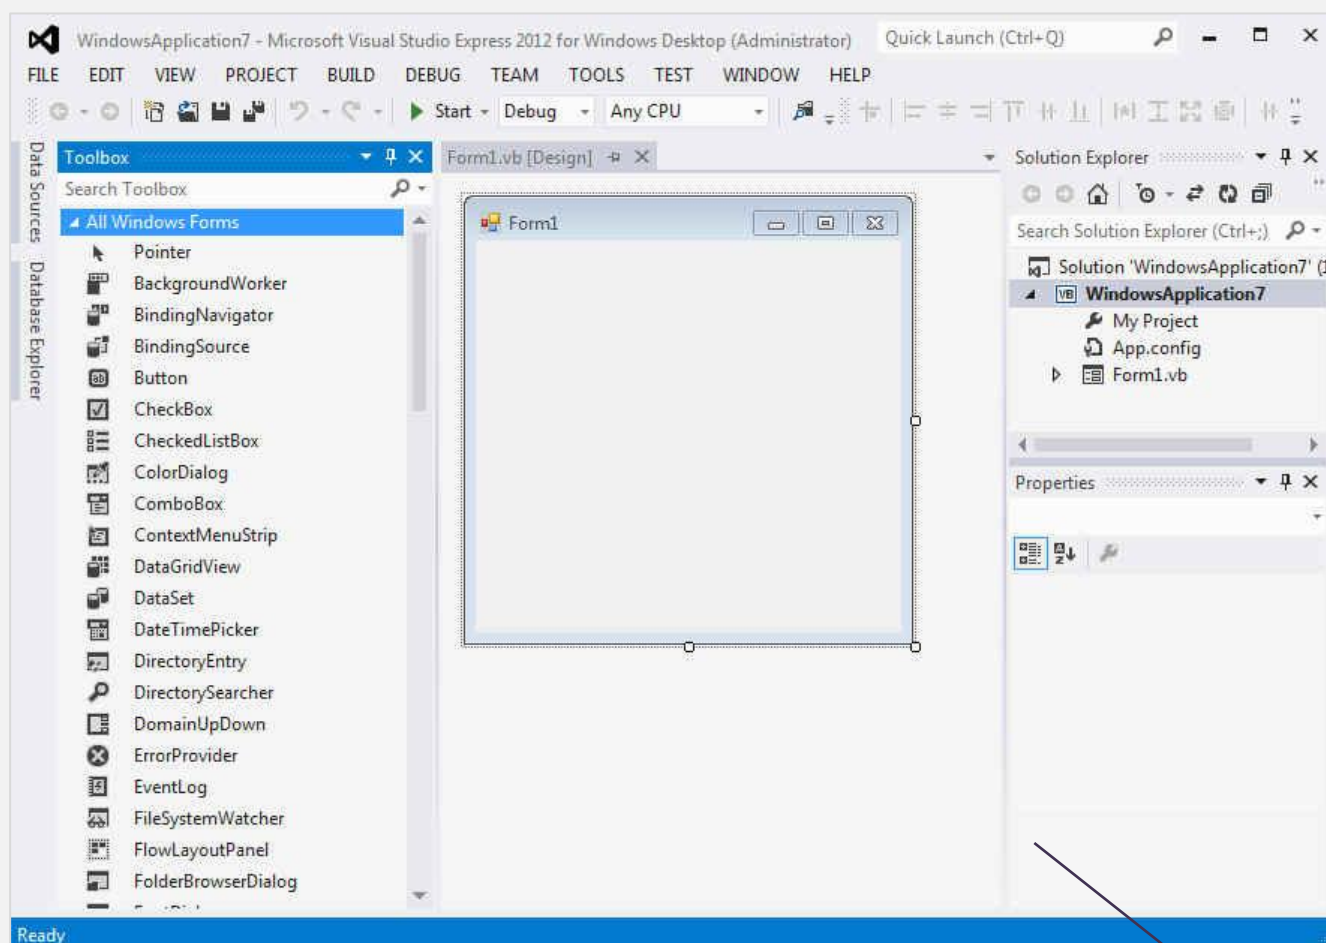 WindowsApplication7 - Microsoft Visual Studio Express 2012 for Windows Desktop (Administrator)
Quick Launch (Ctrl+Q)
FILE EDIT VIEW PROJECT BUILD DEBUG TEAM TOOLS TEST WINDOW HELP
Start Debug Any CPU
Data Sources
Database Explorer
Toolbox
Search Toolbox
All Windows Forms
Pointer
BackgroundWorker
BindingNavigator
BindingSource
Button
CheckBox
CheckedListBox
ColorDialog
ComboBox
ContextMenuStrip
DataGridView
DataSet
DateTimePicker
DirectoryEntry
DirectorySearcher
DomainUpDown
ErrorProvider
EventLog
FileSystemWatcher
FlowLayoutPanel
FolderBrowserDialog
Form1.vb [Design]
Form1
Solution Explorer
Search Solution Explorer (Ctrl+;)
Solution 'WindowsApplication7' (1
VB WindowsApplication7
My Project
App.config
Form1.vb
Properties
Ready